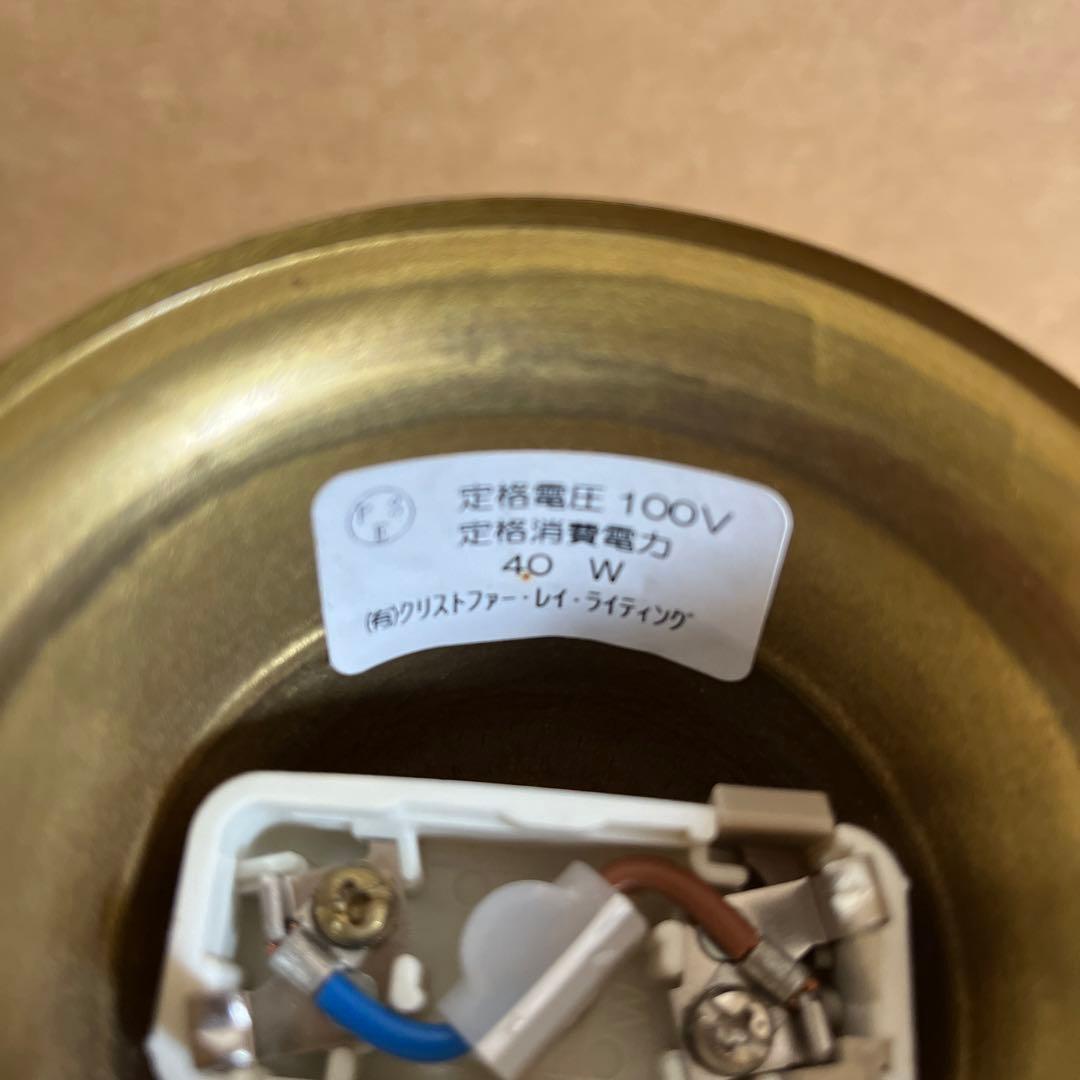 PSE
定格電圧 100V
定格消費電力
40 W
(有)クリストファー・レイ・ライティング